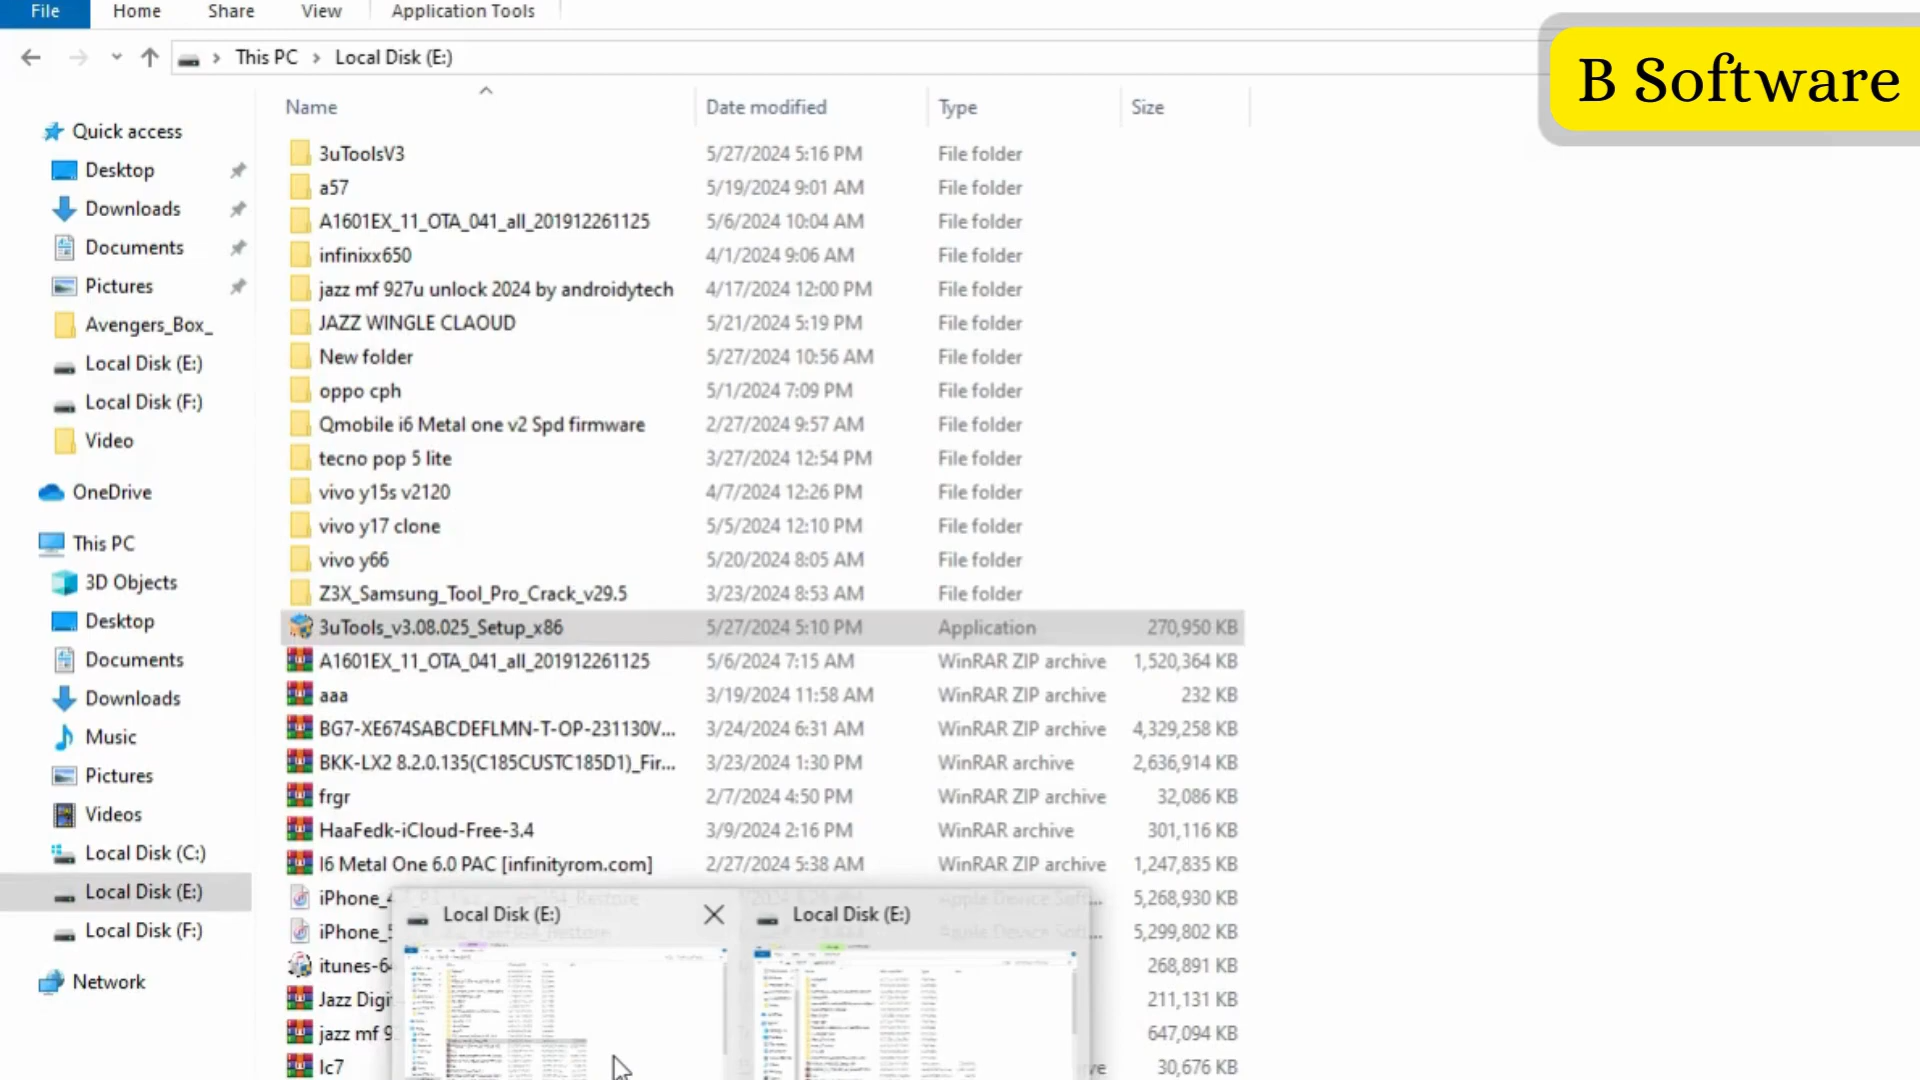 File Home Share View Application Tools
B Software
This PC Local Disk (E:)
Name Date modified Type Size
Quick access
Desktop
Downloads
Documents
Pictures
Avengers_Box_
Local Disk (E:)
Local Disk (F:)
Video
OneDrive
This PC
3D Objects
Desktop
Documents
Downloads
Music
Pictures
Videos
Local Disk (C:)
Local Disk (E:)
Local Disk (F:)
Network
3uToolsV3 5/27/2024 5:16 PM File folder
a57 5/19/2024 9:01 AM File folder
A1601EX_11_OTA_041_all_201912261125 5/6/2024 10:04 AM File folder
infinixx650 4/1/2024 9:06 AM File folder
jazz mf 927u unlock 2024 by androidytech 4/17/2024 12:00 PM File folder
JAZZ WINGLE CLAOUD 5/21/2024 5:19 PM File folder
New folder 5/27/2024 10:56 AM File folder
oppo cph 5/1/2024 7:09 PM File folder
Qmobile i6 Metal one v2 Spd firmware 2/27/2024 9:57 AM File folder
tecno pop 5 lite 3/27/2024 12:54 PM File folder
vivo y15s v2120 4/7/2024 12:26 PM File folder
vivo y17 clone 5/5/2024 12:10 PM File folder
vivo y66 5/20/2024 8:05 AM File folder
Z3X_Samsung_Tool_Pro_Crack_v29.5 3/23/2024 8:53 AM File folder
3uTools_v3.08.025_Setup_x86 5/27/2024 5:10 PM Application 270,950 KB
A1601EX_11_OTA_041_all_201912261125 5/6/2024 7:15 AM WinRAR ZIP archive 1,520,364 KB
aaa 3/19/2024 11:58 AM WinRAR ZIP archive 232 KB
BG7-XE674SABCDEFLMN-T-OP-231130V... 3/24/2024 6:31 AM WinRAR ZIP archive 4,329,258 KB
BKK-LX2 8.2.0.135(C185CUSTC185D1)_Fir... 3/23/2024 1:30 PM WinRAR archive 2,636,914 KB
frgr 2/7/2024 4:50 PM WinRAR ZIP archive 32,086 KB
HaaFedk-iCloud-Free-3.4 3/9/2024 2:16 PM WinRAR archive 301,116 KB
I6 Metal One 6.0 PAC [infinityrom.com] 2/27/2024 5:38 AM WinRAR ZIP archive 1,247,835 KB
iPhone_ 5,268,930 KB
Local Disk (E:) Local Disk (E:)
iPhone_ 5,299,802 KB
itunes-64 268,891 KB
Jazz Digi 211,131 KB
jazz mf 9 647,094 KB
lc7 30,676 KB